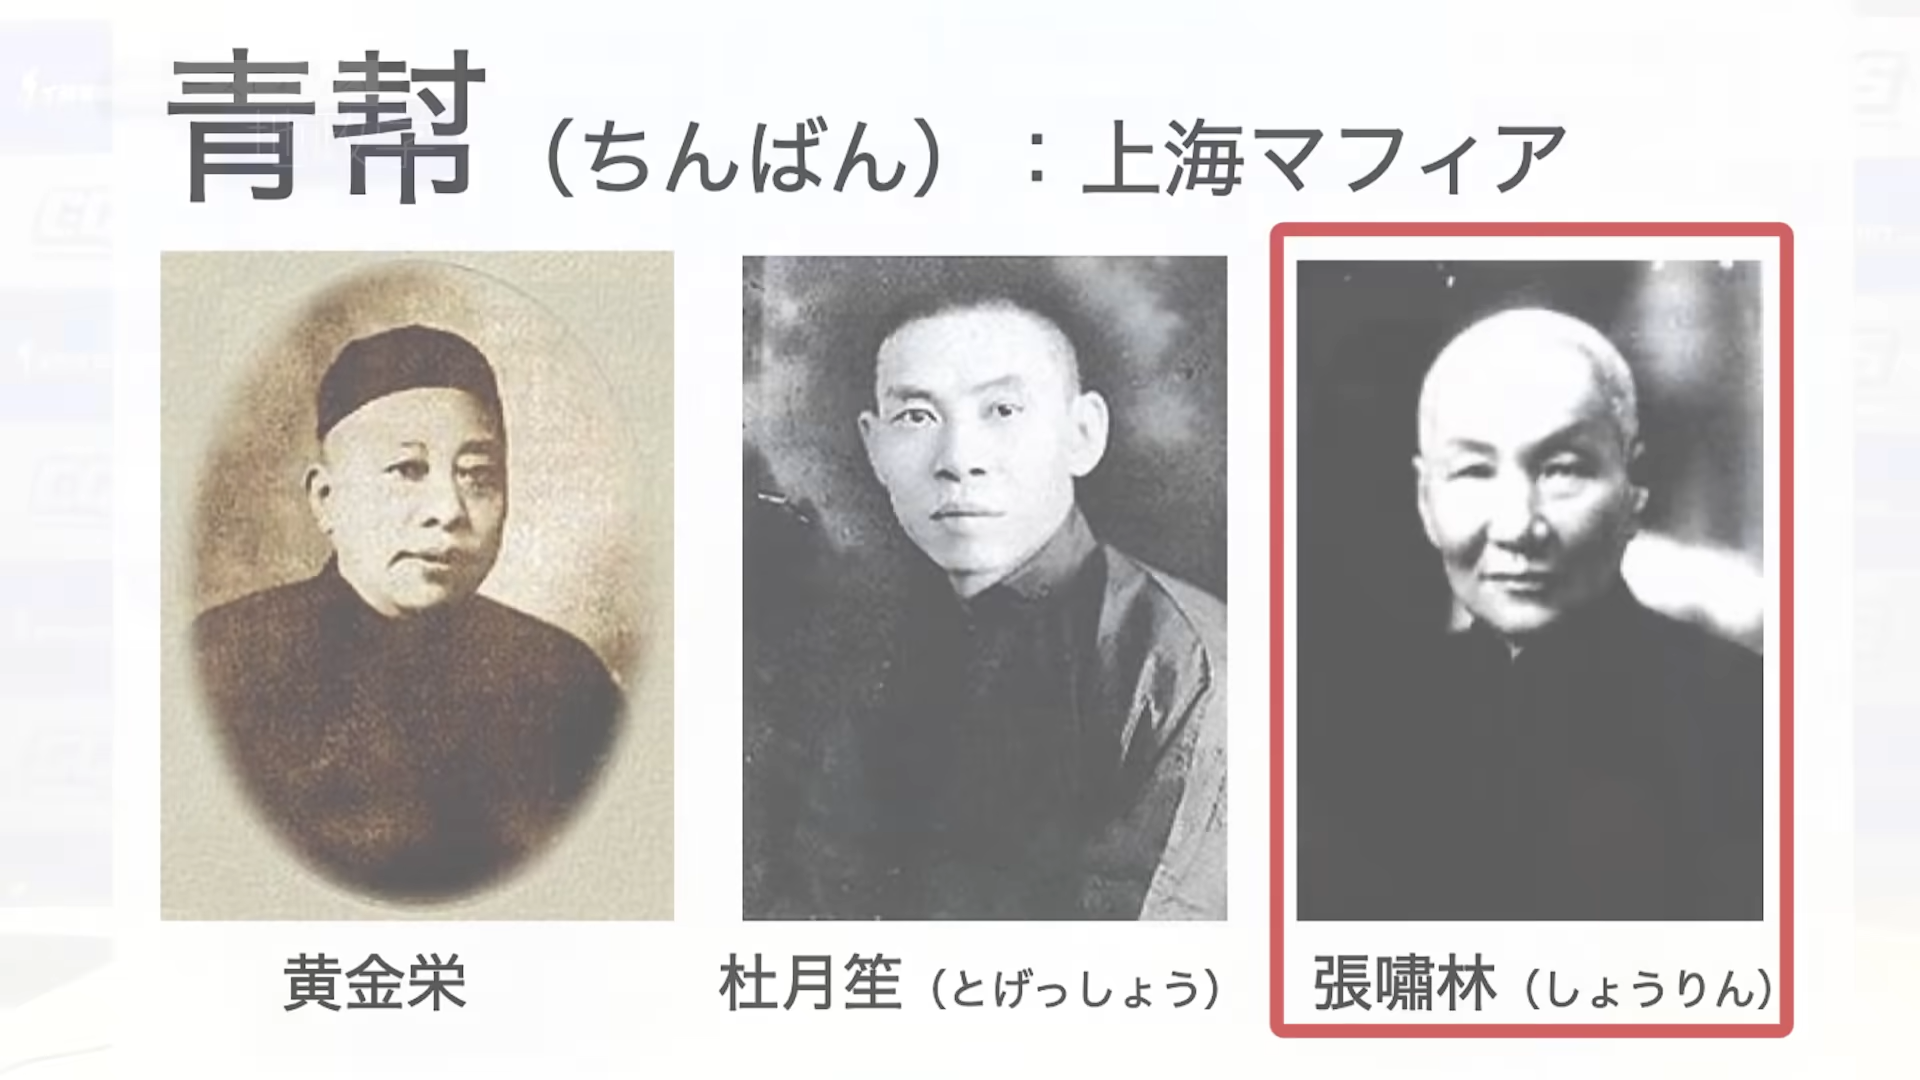 青幇（ちんばん）：上海マフィア
黄金栄
杜月笙（とげっしょう）
張嘯林（しょうりん）